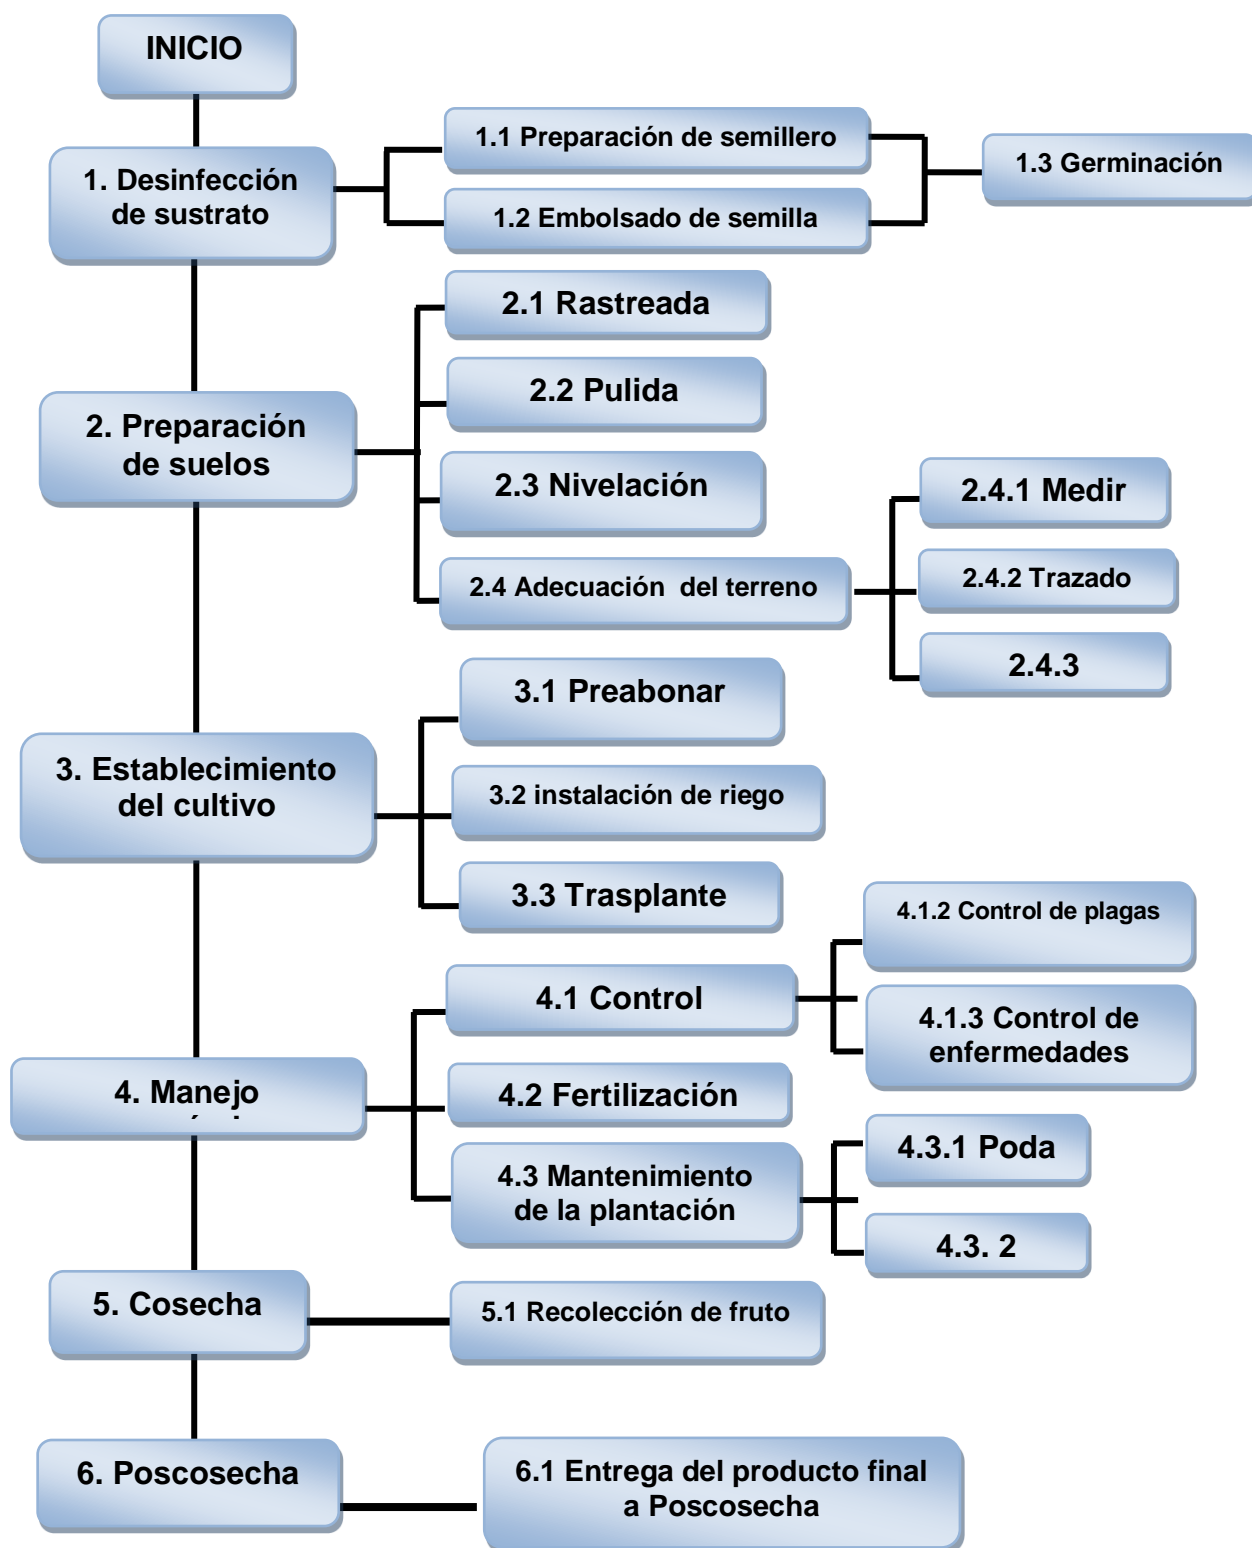 INICIO
1. Desinfección
de sustrato
1.1 Preparación de semillero
1.2 Embolsado de semilla
1.3 Germinación
2. Preparación
de suelos
2.1 Rastreada
2.2 Pulida
2.3 Nivelación
2.4 Adecuación del terreno
2.4.1 Medir
2.4.2 Trazado
2.4.3
3. Establecimiento
del cultivo
3.1 Preabonar
3.2 instalación de riego
3.3 Trasplante
4. Manejo
4.1 Control
4.1.2 Control de plagas
4.1.3 Control de
enfermedades
4.2 Fertilización
4.3 Mantenimiento
de la plantación
4.3.1 Poda
4.3. 2
5. Cosecha
5.1 Recolección de fruto
6. Poscosecha
6.1 Entrega del producto final
a Poscosecha